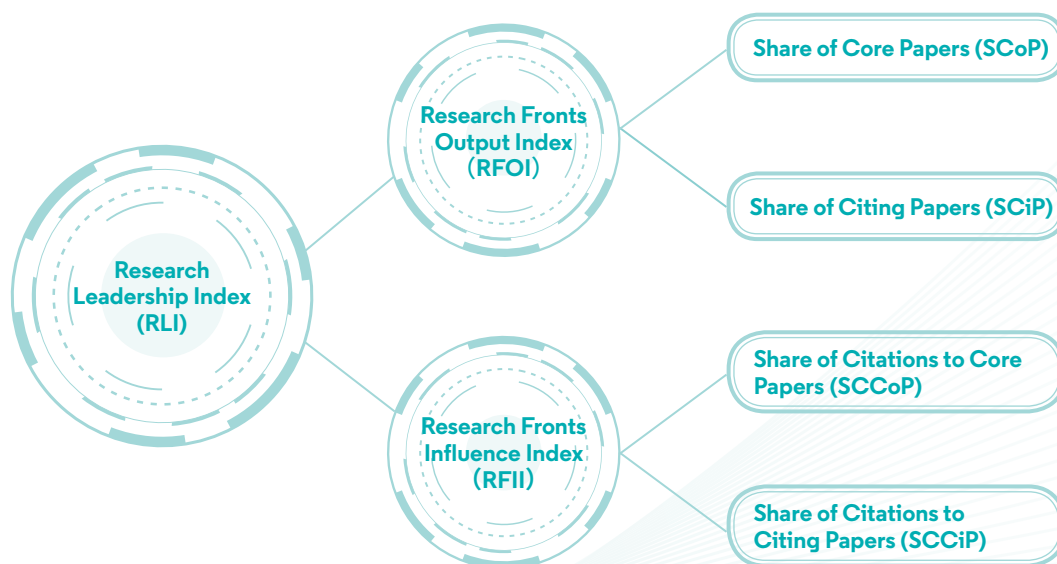 Research
Leadership Index
(RLI)
Research Fronts
Output Index
（RFOI）
Share of Core Papers (SCoP)
Share of Citing Papers (SCiP)
Research Fronts
Influence Index
(RFII)
Share of Citations to Core
Papers (SCCoP)
Share of Citations to
Citing Papers (SCCiP)